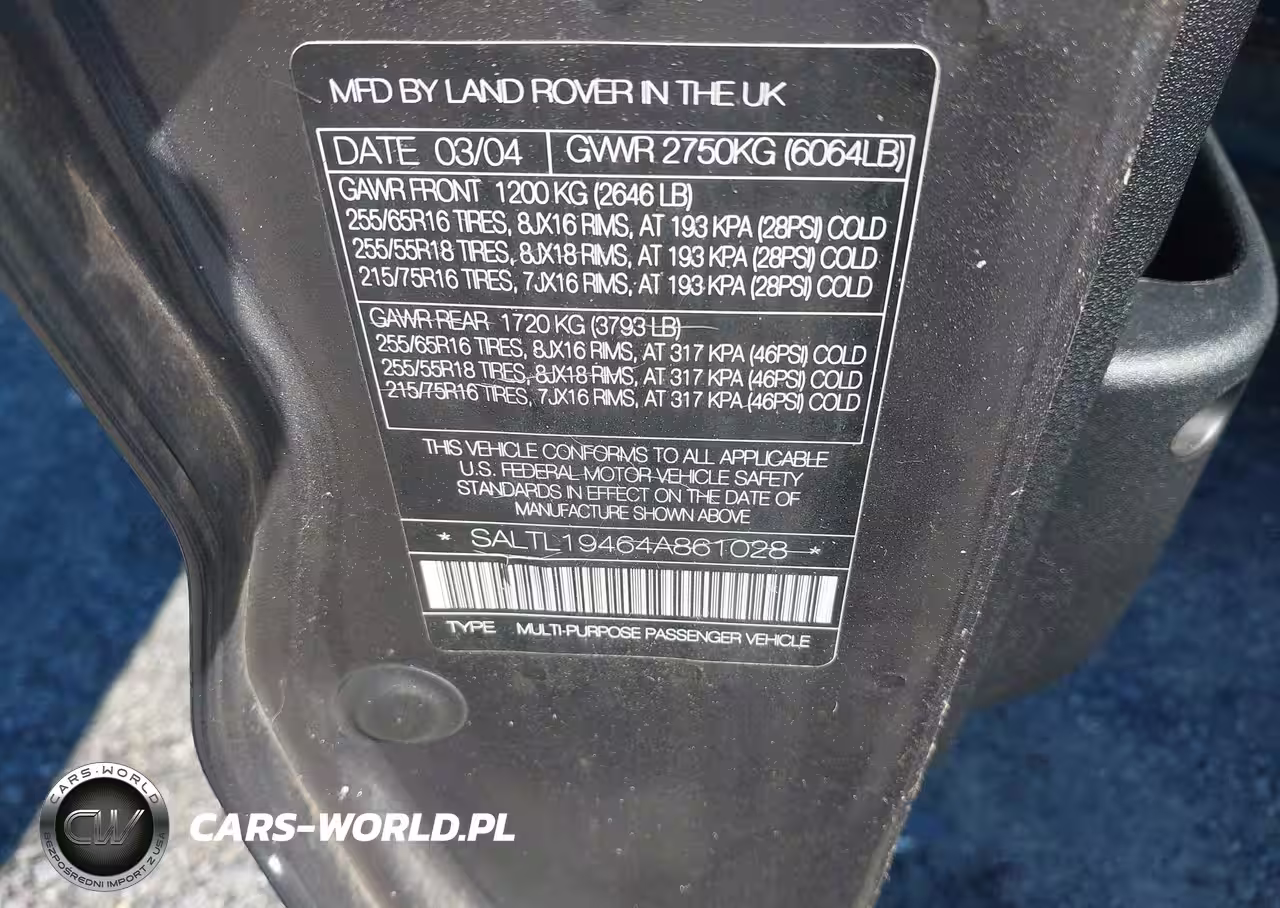 MFD BY LAND ROVER IN THE UK
DATE 03/04 GVWR 2750KG (6064LB)
GAWR FRONT 1200 KG (2646 LB)
255/65R16 TIRES, 8JX16 RIMS, AT 193 KPA (28PSI) COLD
255/55R18 TIRES, 8JX18 RIMS, AT 193 KPA (28PSI) COLD
215/75R16 TIRES, 7JX16 RIMS, AT 193 KPA (28PSI) COLD
GAWR REAR 1720 KG (3793 LB)
255/65R16 TIRES, 8JX16 RIMS, AT 317 KPA (46PSI) COLD
255/55R18 TIRES, 8JX18 RIMS, AT 317 KPA (46PSI) COLD
215/75R16 TIRES, 7JX16 RIMS, AT 317 KPA (46PSI) COLD
THIS VEHICLE CONFORMS TO ALL APPLICABLE
U.S. FEDERAL MOTOR VEHICLE SAFETY
STANDARDS IN EFFECT ON THE DATE OF
MANUFACTURE SHOWN ABOVE
* SALTL19464A861028 *
TYPE MULTI-PURPOSE PASSENGER VEHICLE
CARS-WORLD
CW
BEZPOŚREDNI IMPORT Z USA
CARS-WORLD.PL